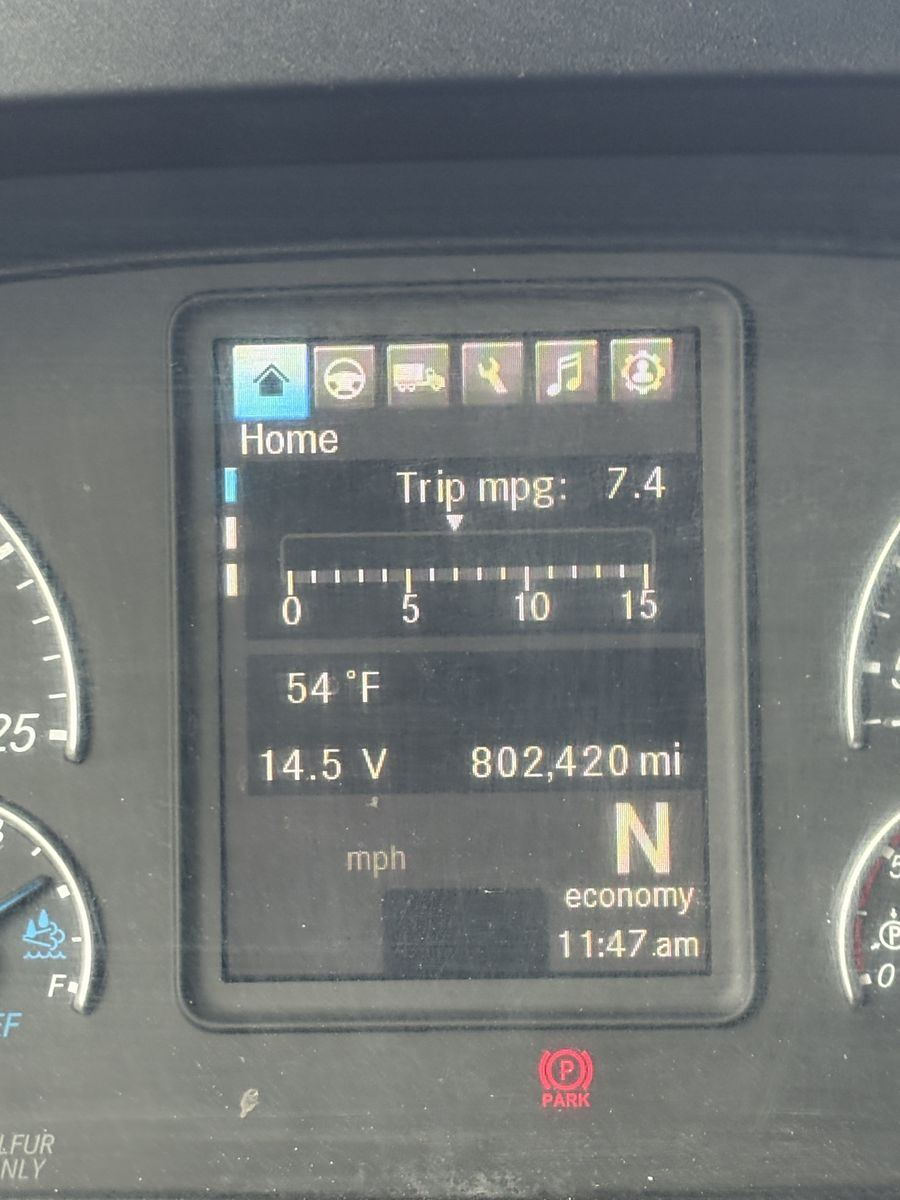 Home
Trip mpg: 7.4
0 5 10 15
54 °F
25
14.5 V 802,420 mi
N
mph
economy
11:47 am
F
0
P
PARK